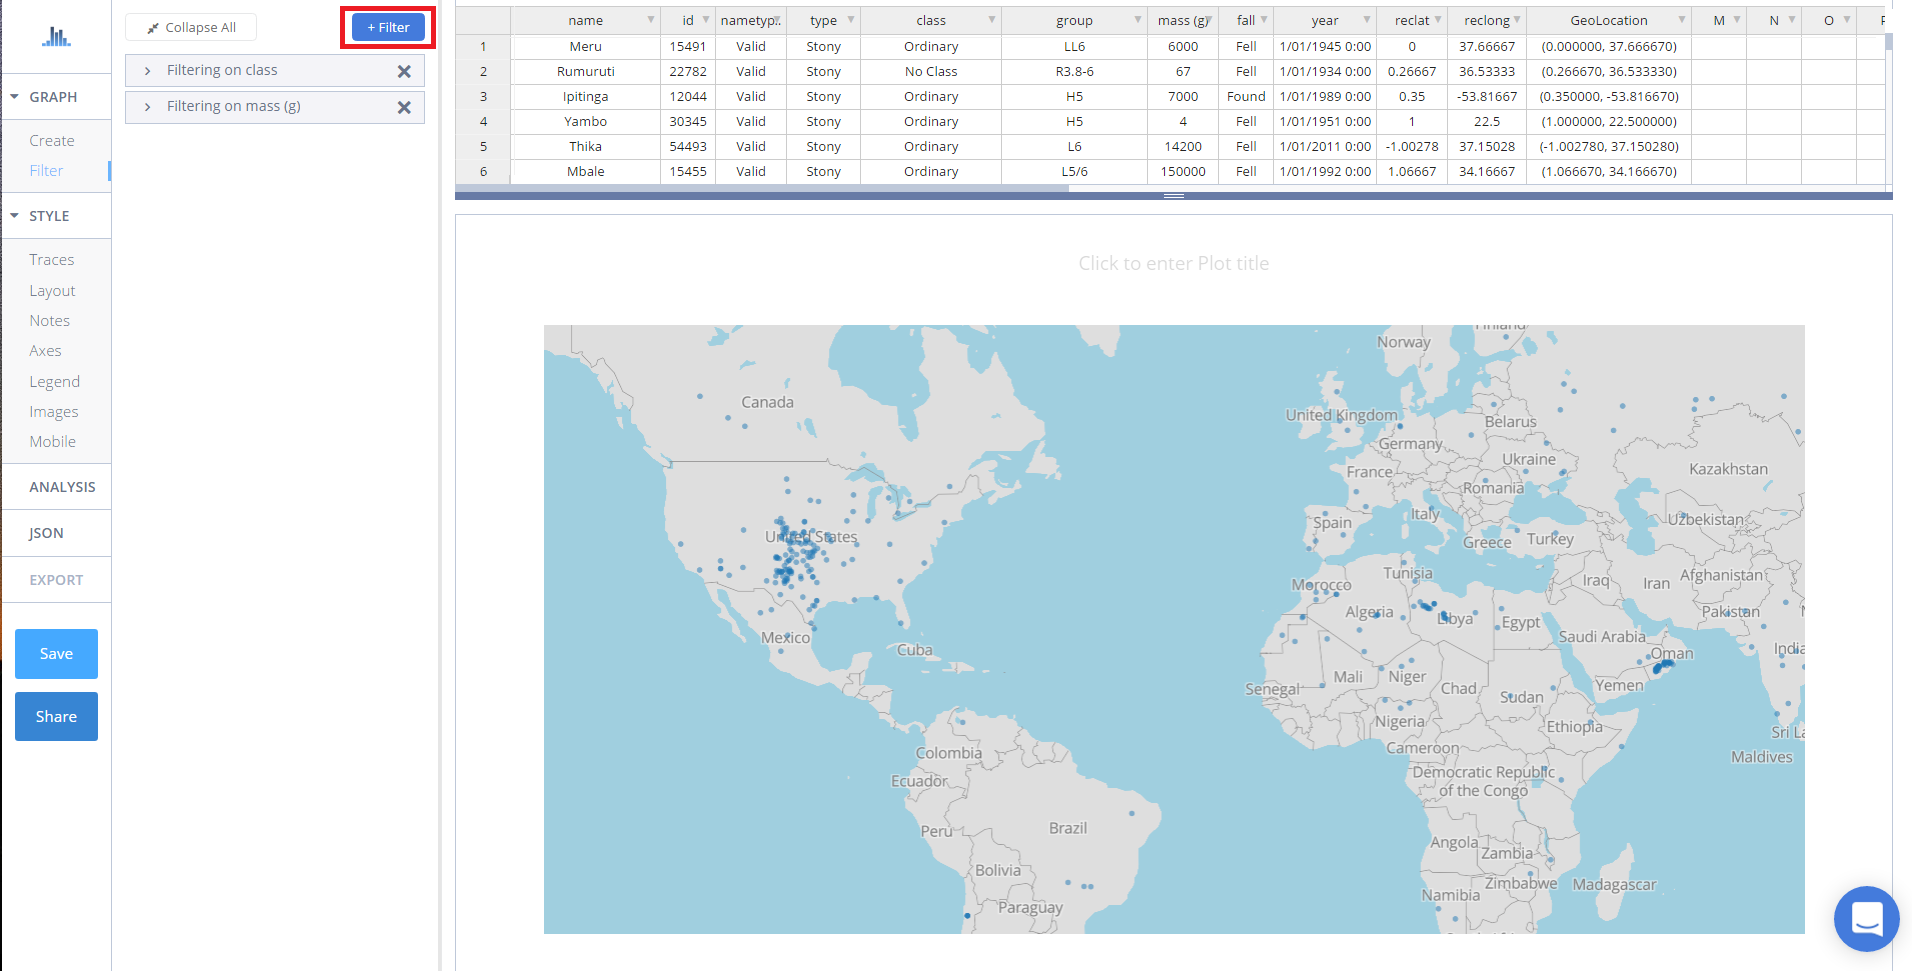 Collapse All
+ Filter
Filtering on class
Filtering on mass (g)
GRAPH
Create
Filter
STYLE
Traces
Layout
Notes
Axes
Legend
Images
Mobile
ANALYSIS
JSON
EXPORT
Save
Share
name id nametyp.. type class group mass (g) fall year reclat reclong GeoLocation M N O
1 Meru 15491 Valid Stony Ordinary LL6 6000 Fell 1/01/1945 0:00 0 37.66667 (0.000000, 37.666670)
2 Rumuruti 22782 Valid Stony No Class R3.8-6 67 Fell 1/01/1934 0:00 0.26667 36.53333 (0.266670, 36.533330)
3 Ipitinga 12044 Valid Stony Ordinary H5 7000 Found 1/01/1989 0:00 0.35 -53.81667 (0.350000, -53.816670)
4 Yambo 30345 Valid Stony Ordinary H5 4 Fell 1/01/1951 0:00 1 22.5 (1.000000, 22.500000)
5 Thika 54493 Valid Stony Ordinary L6 14200 Fell 1/01/2011 0:00 -1.00278 37.15028 (-1.002780, 37.150280)
6 Mbale 15455 Valid Stony Ordinary L5/6 150000 Fell 1/01/1992 0:00 1.06667 34.16667 (1.066670, 34.166670)
Click to enter Plot title
Finland
Norway
Canada
United Kingdom
Belarus
Germany
Ukraine
France
Kazakhstan
Romania
Italy
Spain
Uzbekistan
United States
Greece
Turkey
Tunisia
Iraq
Iran
Afghanistan
Morocco
Algeria
Libya
Egypt
Pakistan
Mexico
Saudi Arabia
Cuba
Oman
India
Mali
Niger
Chad
Senegal
Yemen
Sudan
Nigeria
Ethiopia
Sri La
Colombia
Cameroon
Maldives
Ecuador
Democratic Republic
of the Congo
Peru
Brazil
Angola
Zambia
Bolivia
Zimbabwe
Madagascar
Namibia
Paraguay